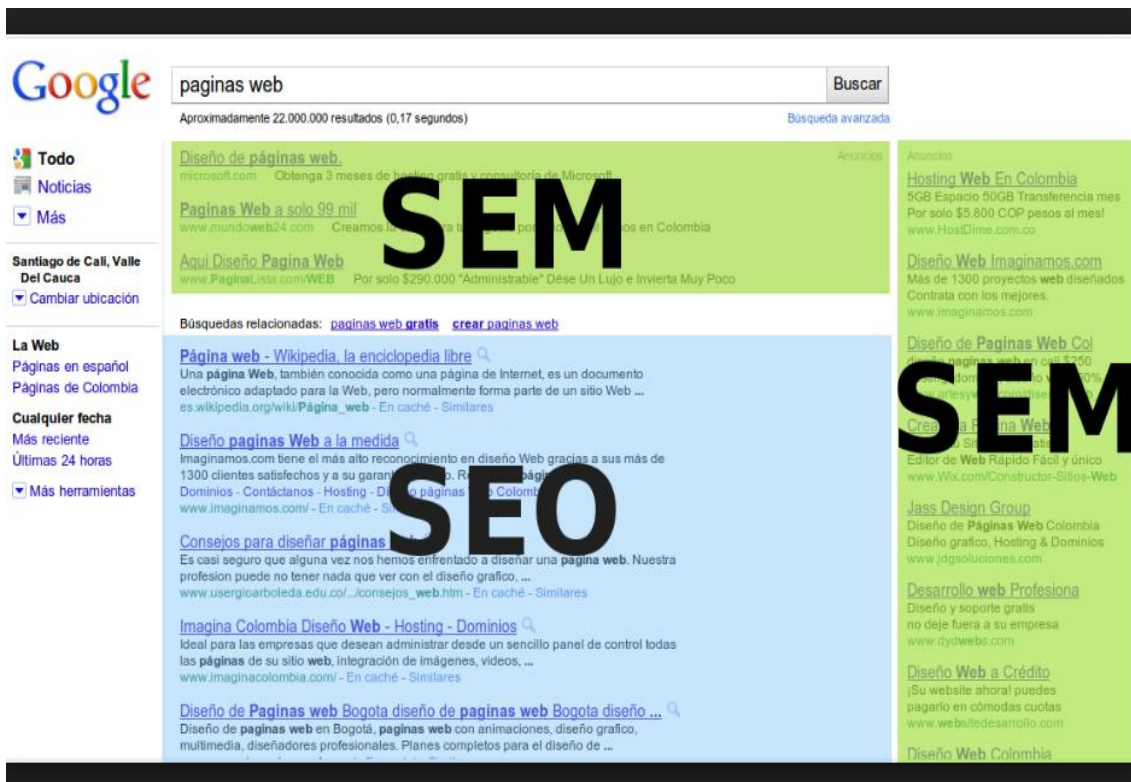 Google
paginas web
Buscar
Aproximadamente 22.000.000 resultados (0,17 segundos)
Búsqueda avanzada
Todo
Noticias
Más
Santiago de Cali, Valle
Del Cauca
Cambiar ubicación
La Web
Páginas en español
Páginas de Colombia
Cualquier fecha
Más reciente
Últimas 24 horas
Más herramientas
Diseño de páginas web.
Anuncios
microsoft.com Obtenga 3 meses de hosting gratis y consultoría de Microsoft
Paginas Web a solo 99 mil
www.mundoweb24.com Creamos en Colombia
Aqui Diseño Pagina Web
www.PaginaLista.com/WEB Por solo $290.000 "Administrable" Dése Un Lujo e Invierta Muy Poco
SEM
Búsquedas relacionadas: paginas web gratis crear paginas web
Página web - Wikipedia, la enciclopedia libre
Una página Web, también conocida como una página de Internet, es un documento
electrónico adaptado para la Web, pero normalmente forma parte de un sitio Web ...
es.wikipedia.org/wiki/Página_web - En caché - Similares
Diseño paginas Web a la medida
Imaginamos.com tiene el más alto reconocimiento en diseño Web gracias a sus más de
1300 clientes satisfechos y a su
Dominios - Contáctanos - Hosting - páginas
www.imaginamos.com/ - En caché -
Consejos para diseñar páginas
Es casi seguro que alguna vez nos hemos enfrentado a diseñar una página web. Nuestra
profesion puede no tener nada que ver con el diseño grafico, ...
www.usergioarboleda.edu.co/../consejos_web.htm - En caché - Similares
Imagina Colombia Diseño Web - Hosting - Dominios
Ideal para las empresas que desean administrar desde un sencillo panel de control todas
las páginas de su sitio web, integración de imágenes, videos, ...
www.imaginacolombia.com/ - En caché - Similares
Diseño de Paginas web Bogota diseño de paginas web Bogota diseño ...
Diseño de paginas web en Bogotá, paginas web con animaciones, diseño grafico,
multimedia, diseñadores profesionales. Planes completos para el diseño de ...
SEO
Anuncios
Hosting Web En Colombia
5GB Espacio 50GB Transferencia mes
Por solo $5.800 COP pesos al mes!
www.HostDime.com.co
Diseño Web Imaginamos.com
Más de 1300 proyectos web diseñados
Contrata con los mejores.
www.imaginamos.com
Diseño de Paginas Web Col
diseño paginas web en cali $250
Web
Editor de Web Rápido Fácil y único
www.Wix.com/Constructor-Sitios-Web
SEM
Jass Design Group
Diseño de Páginas Web Colombia
Diseño grafico, Hosting & Dominios
www.jdgsoluciones.com
Desarrollo web Profesiona
Diseño y soporte gratis
no deje fuera a su empresa
www.dydwebs.com
Diseño Web a Crédito
¡Su website ahora! puedes
pagarlo en cómodas cuotas
www.websitedesarrollo.com
Diseño Web Colombia